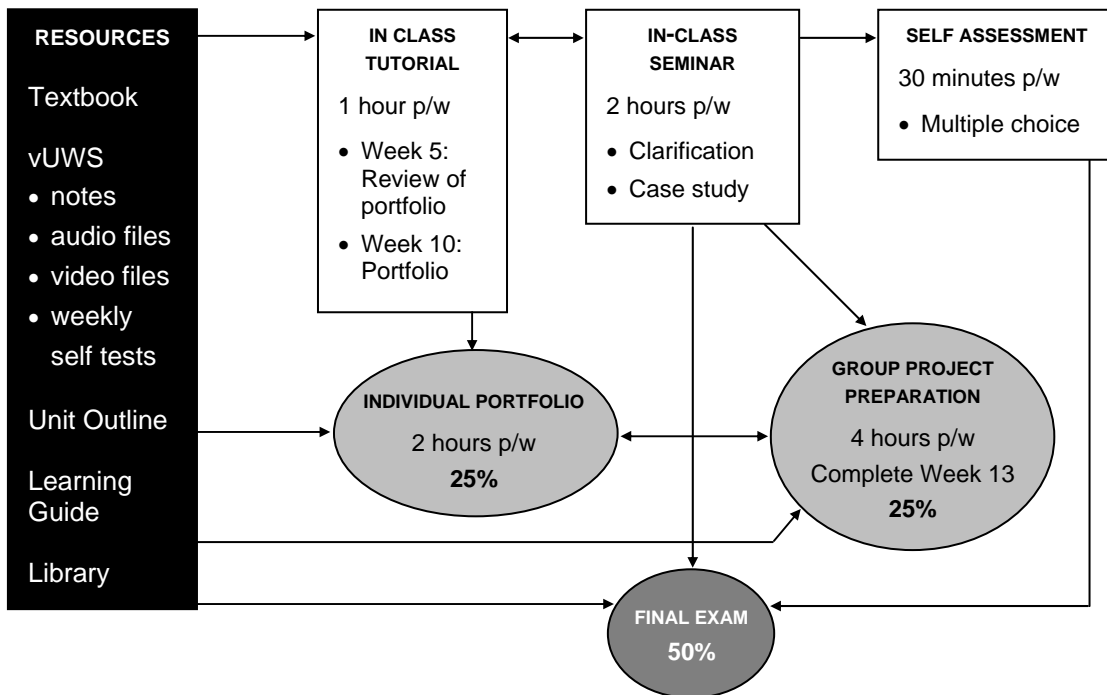 RESOURCES
Textbook
vUWS
• notes
• audio files
• video files
• weekly
self tests
Unit Outline
Learning
Guide
Library
IN CLASS
TUTORIAL
1 hour p/w
• Week 5:
Review of
portfolio
• Week 10:
Portfolio
IN-CLASS
SEMINAR
2 hours p/w
• Clarification
• Case study
SELF ASSESSMENT
30 minutes p/w
• Multiple choice
INDIVIDUAL PORTFOLIO
2 hours p/w
25%
GROUP PROJECT
PREPARATION
4 hours p/w
Complete Week 13
25%
FINAL EXAM
50%